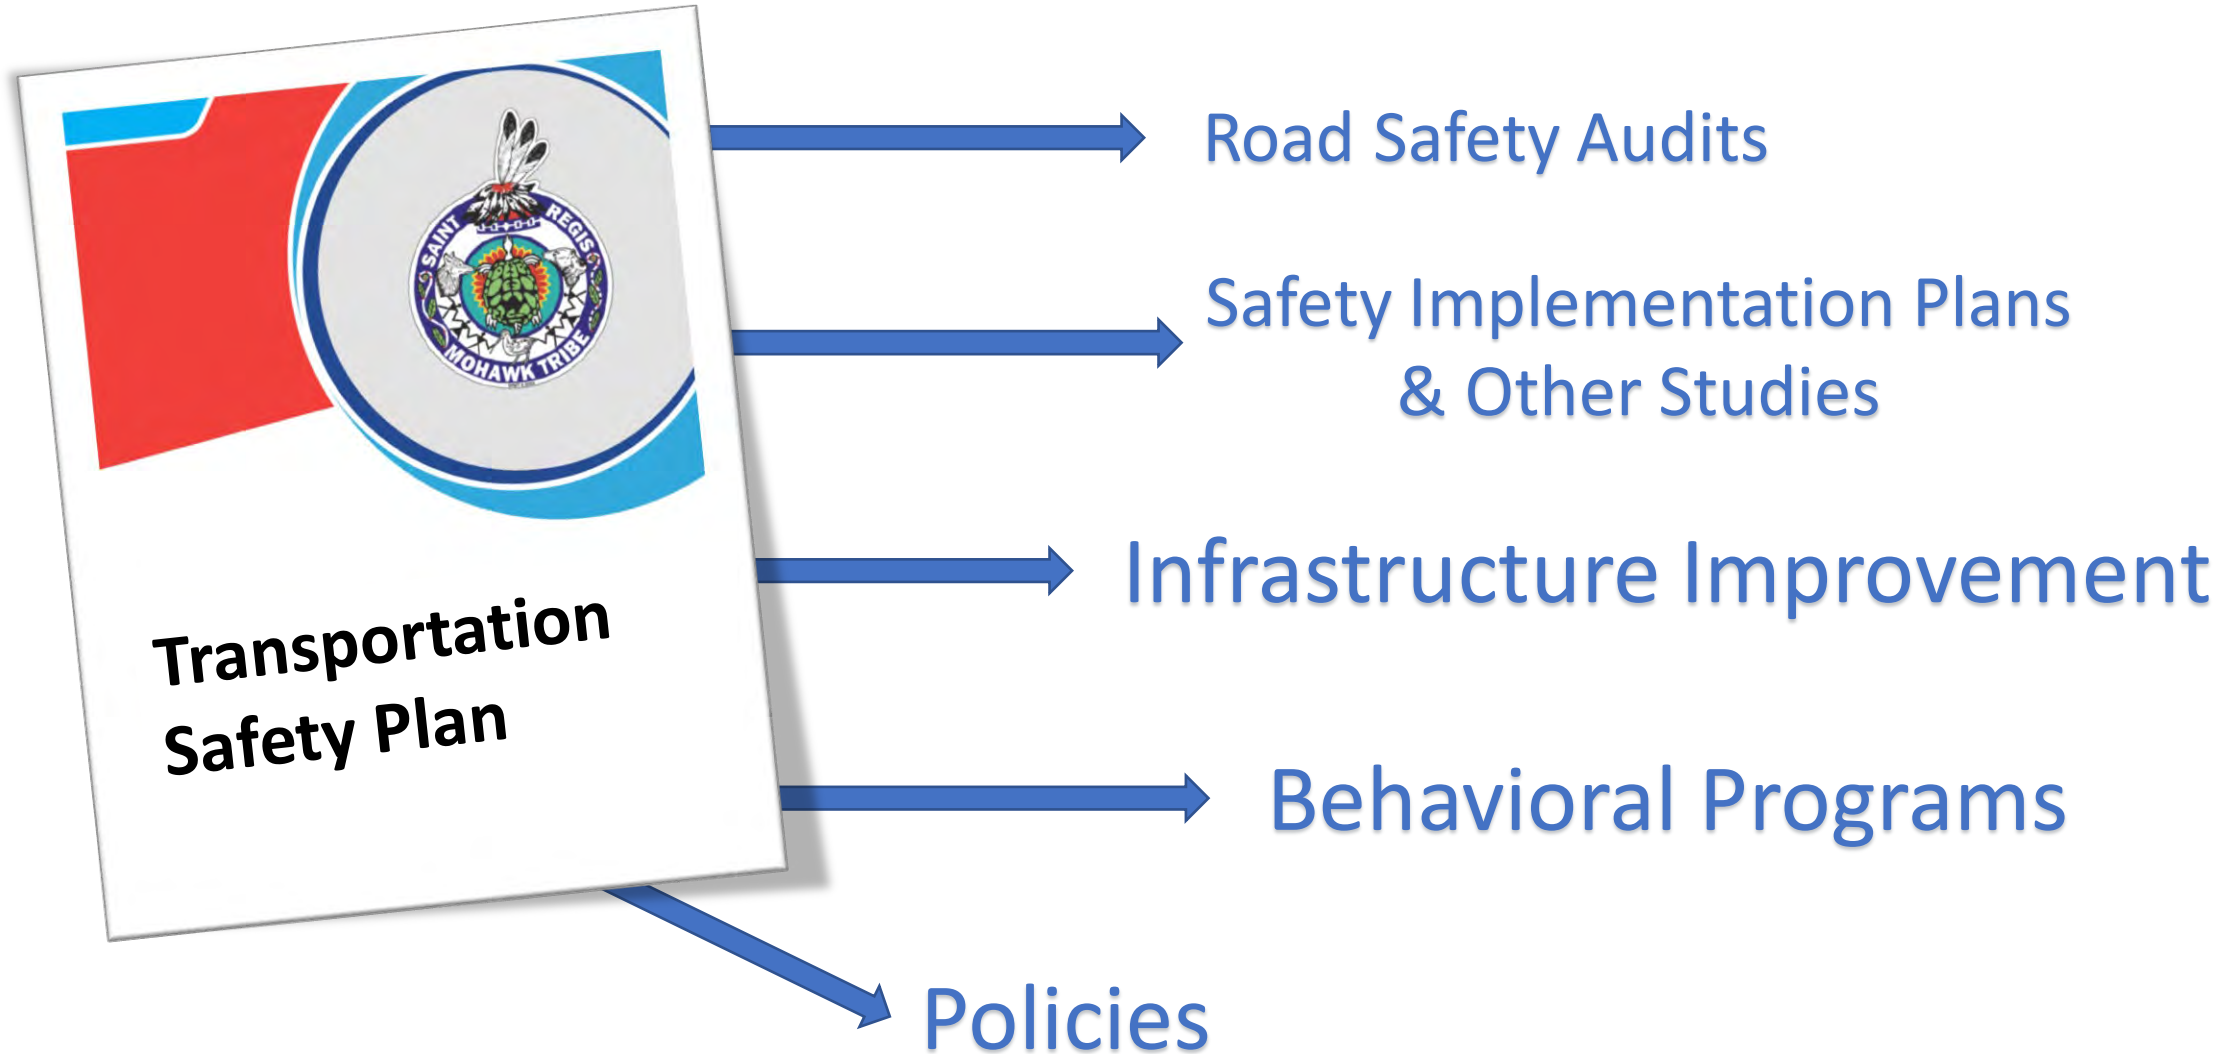 SAINT REGIS
MOHAWK TRIBE
Transportation
Safety Plan
Road Safety Audits
Safety Implementation Plans
& Other Studies
Infrastructure Improvement
Behavioral Programs
Policies